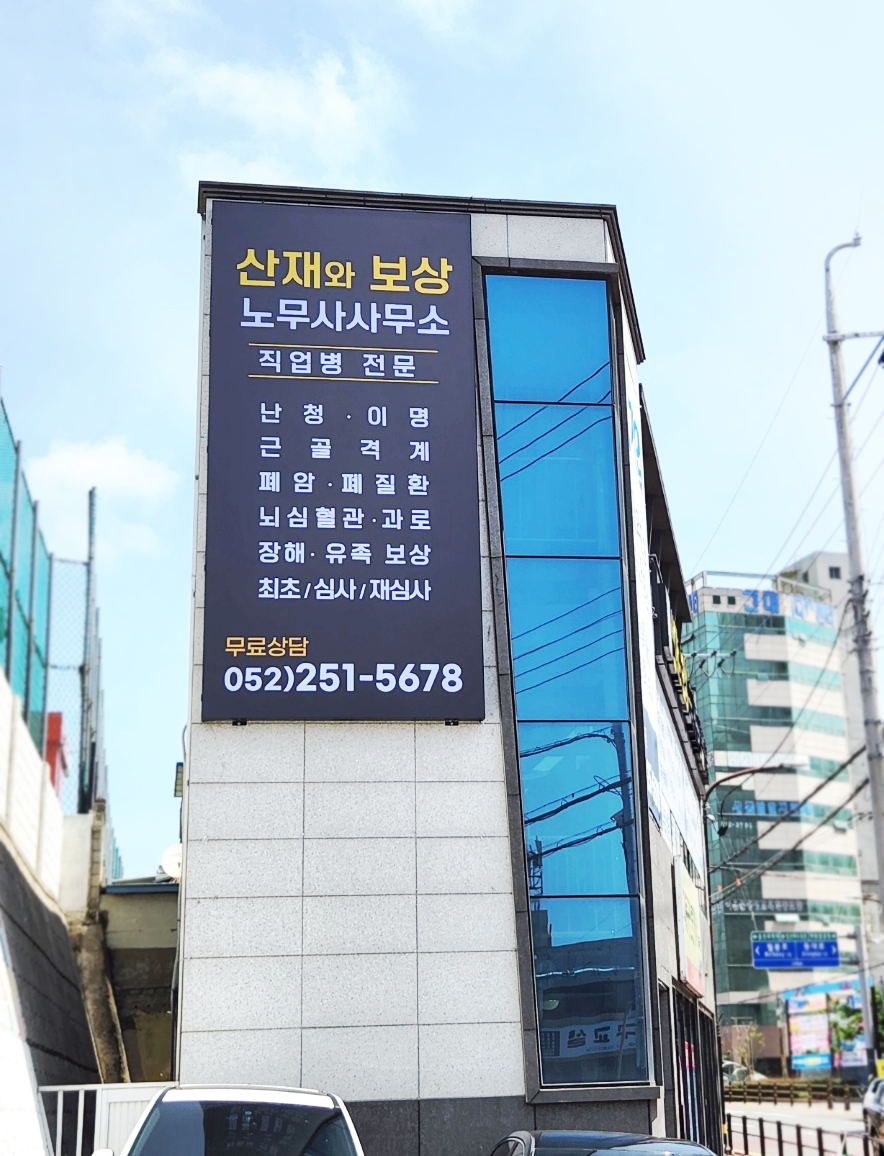 산재와 보상
노무사사무소
직업병 전문
난청·이명
근골격계
폐암·폐질환
뇌심혈관·과로
장해·유족 보상
최초/심사/재심사
무료상담
052)251-5678